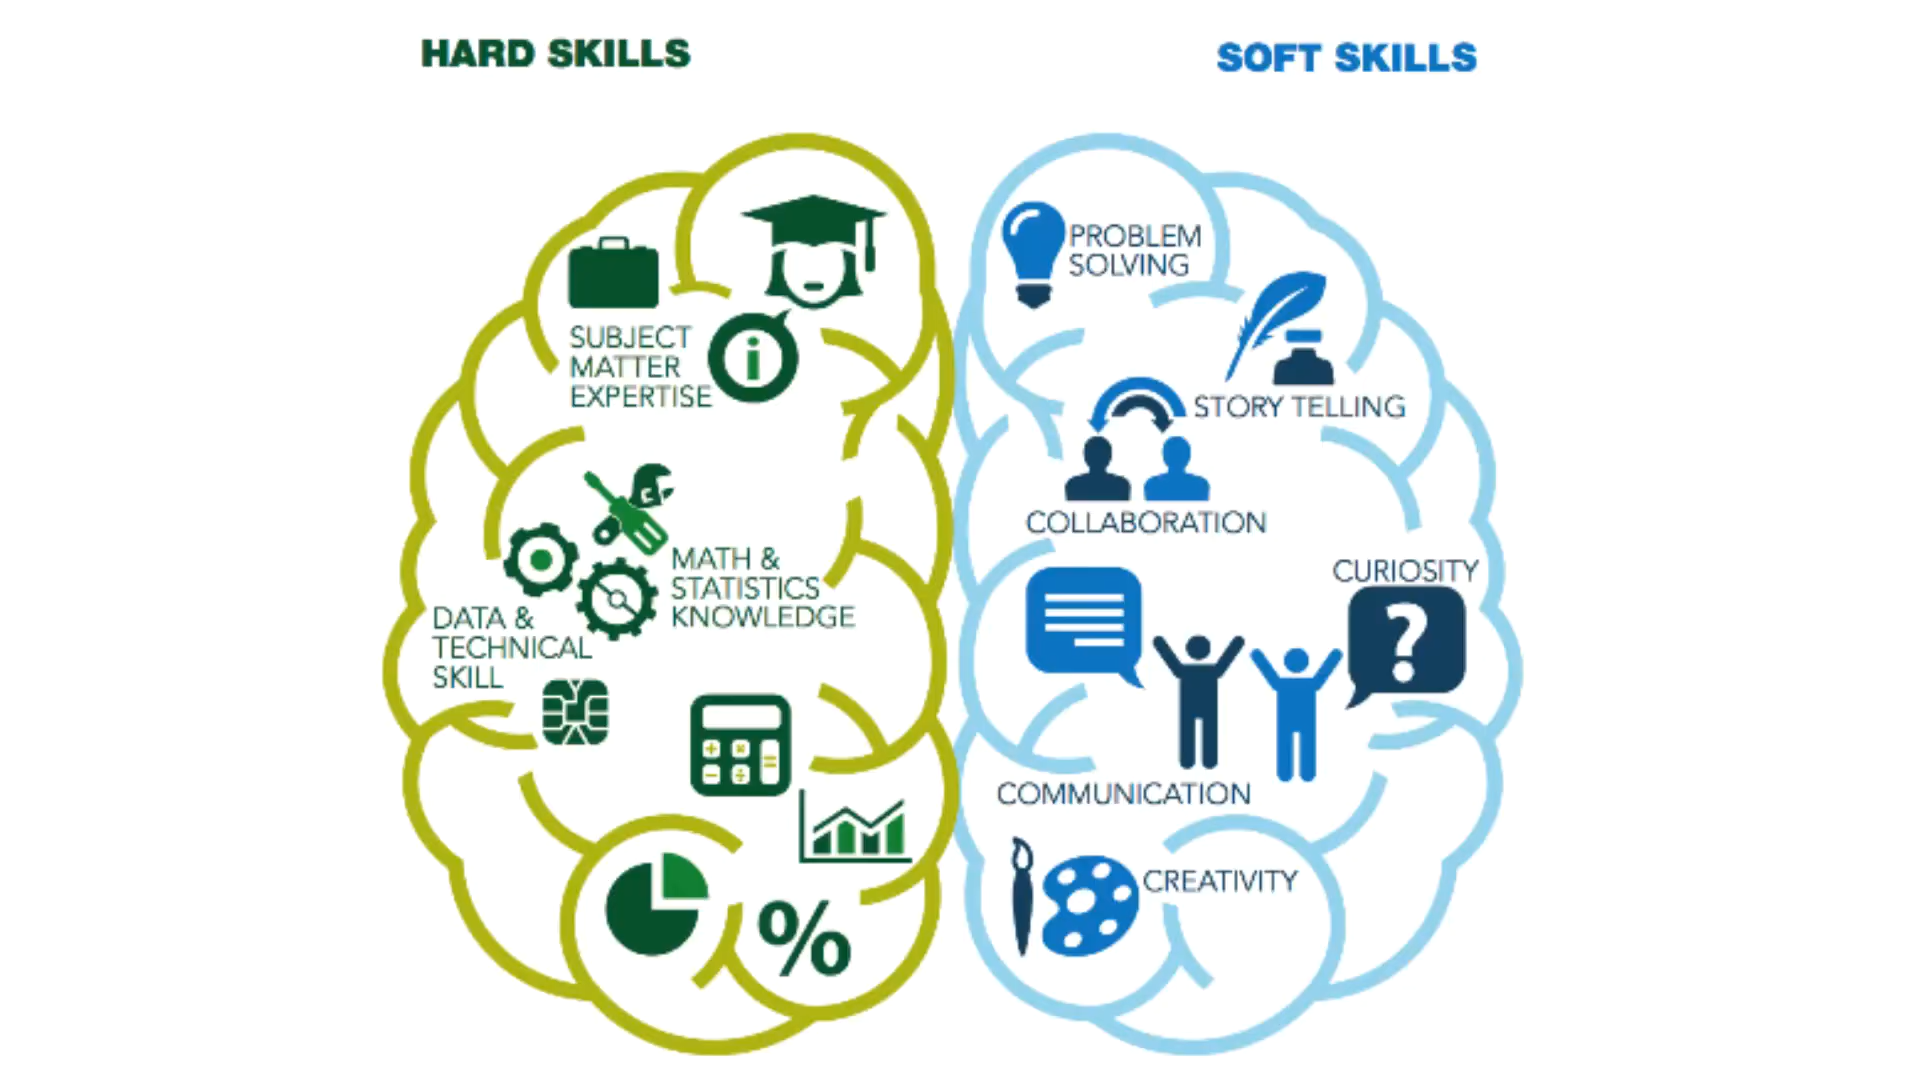 HARD SKILLS
SOFT SKILLS
SUBJECT
MATTER
EXPERTISE
i
MATH &
STATISTICS
KNOWLEDGE
DATA &
TECHNICAL
SKILL
+ × =
− ÷
%
PROBLEM
SOLVING
STORY TELLING
COLLABORATION
CURIOSITY
?
COMMUNICATION
CREATIVITY